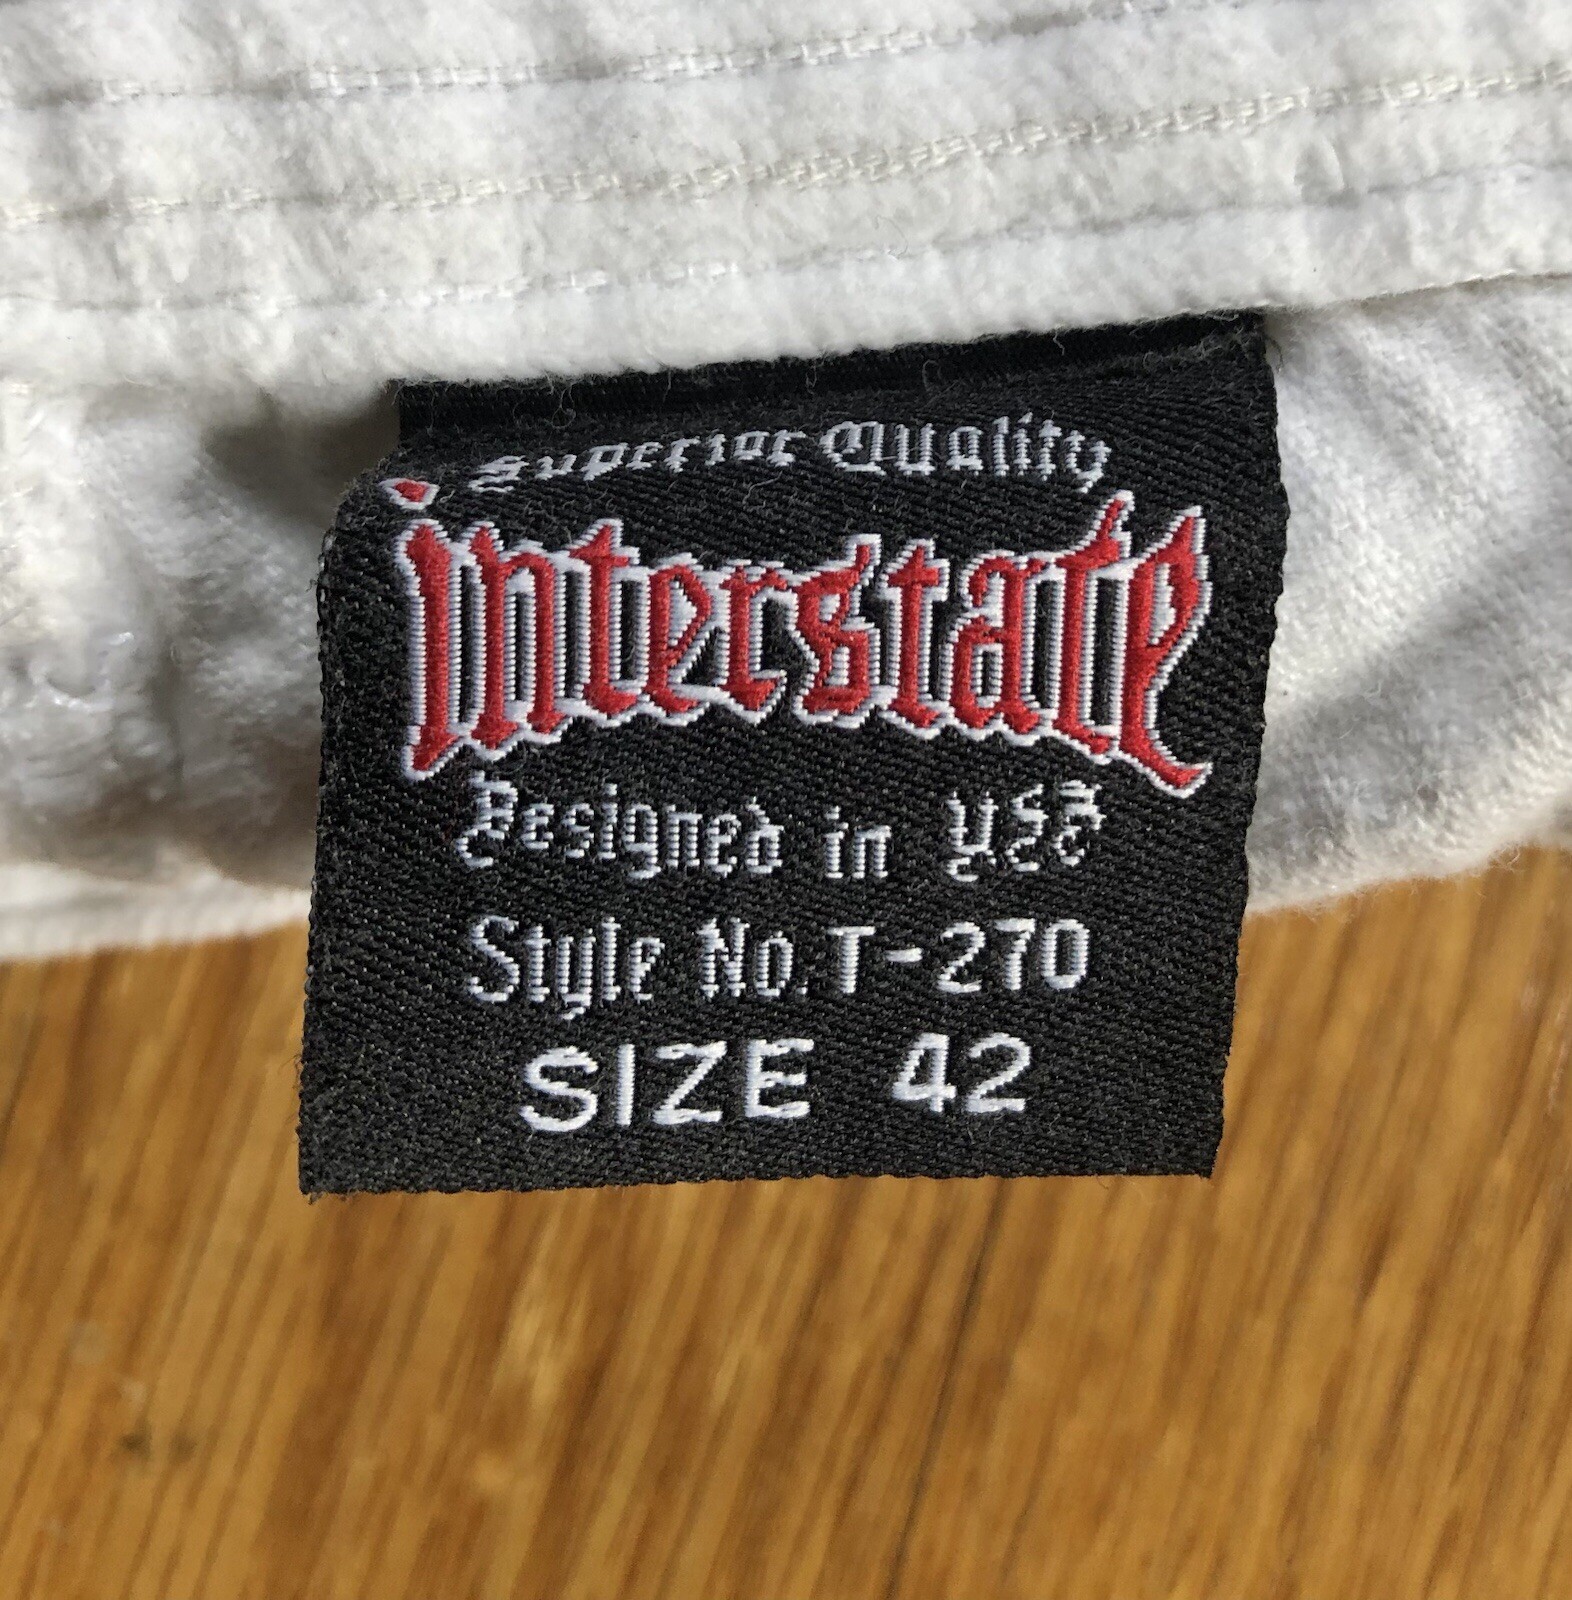 Superior Quality
interstate
Designed in USA
Style No. T-270
SIZE 42